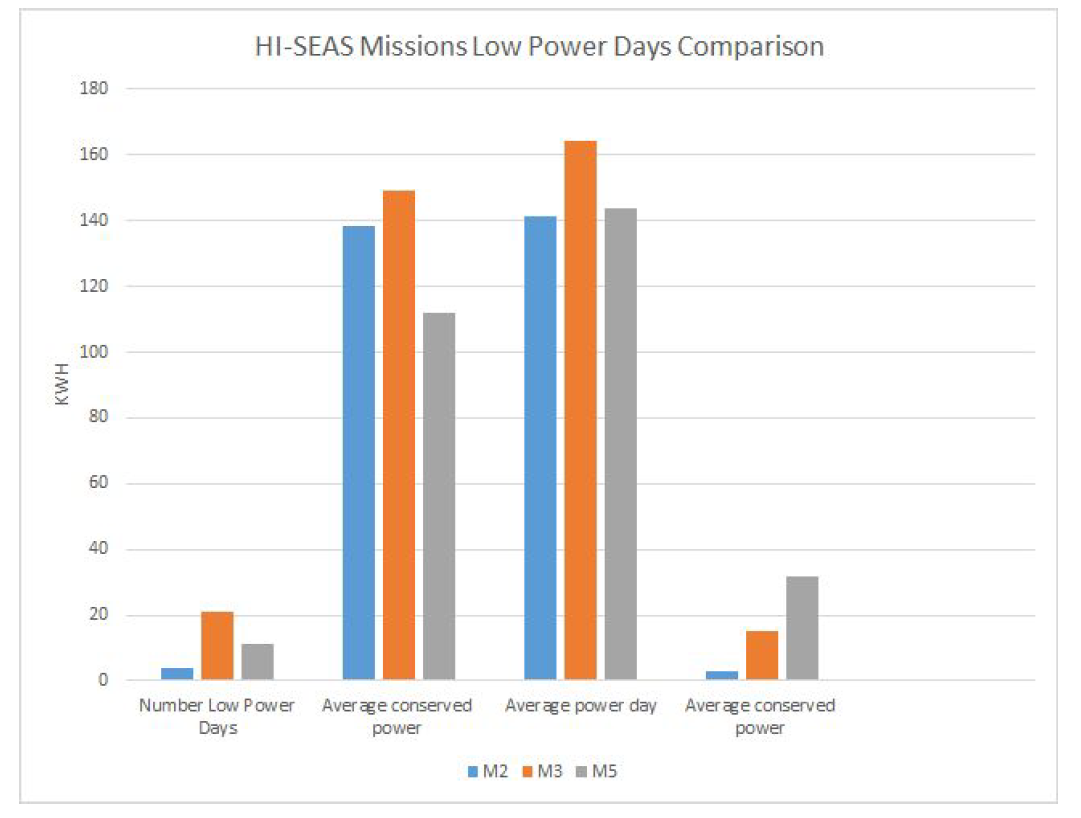 HI-SEAS Missions Low Power Days Comparison
180
160
140
120
100
80
60
40
20
0
KWH
Number Low Power
Days
Average conserved
power
Average power day
Average conserved
power
M2 M3 M5